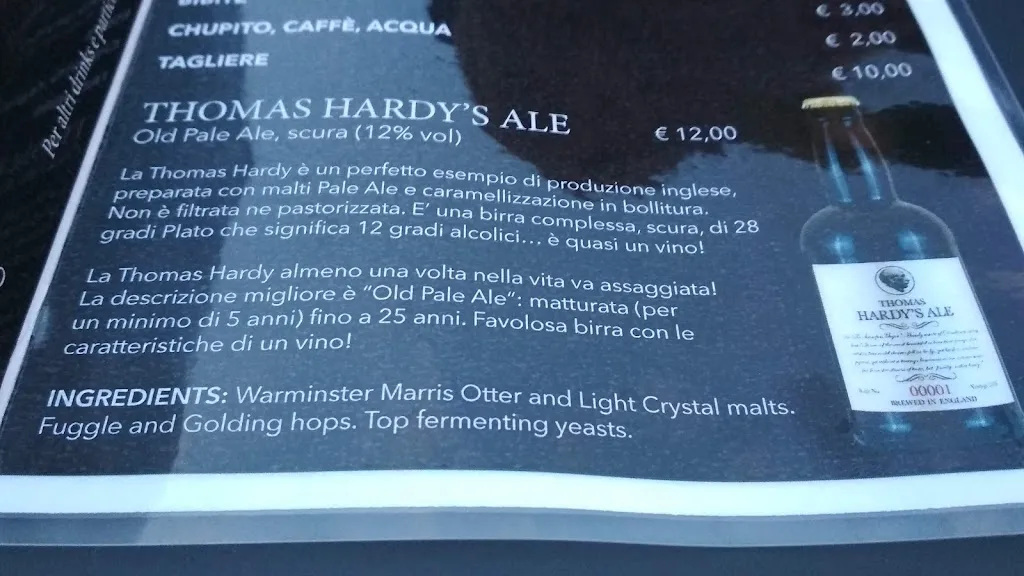 BIBITE € 3,00
CHUPITO, CAFFÈ, ACQUA € 2,00
TAGLIERE € 10,00
Per altri drinks e
THOMAS HARDY'S ALE
Old Pale Ale, scura (12% vol) € 12,00
La Thomas Hardy è un perfetto esempio di produzione inglese,
preparata con malti Pale Ale e caramellizzazione in bollitura.
Non è filtrata ne pastorizzata. E' una birra complessa, scura, di 28
gradi Plato che significa 12 gradi alcolici... è quasi un vino!
La Thomas Hardy almeno una volta nella vita va assaggiata!
La descrizione migliore è "Old Pale Ale": matturata (per
un minimo di 5 anni) fino a 25 anni. Favolosa birra con le
caratteristiche di un vino!
INGREDIENTS: Warminster Marris Otter and Light Crystal malts.
Fuggle and Golding hops. Top fermenting yeasts.
THOMAS
HARDY'S ALE
00001
BREWED IN ENGLAND